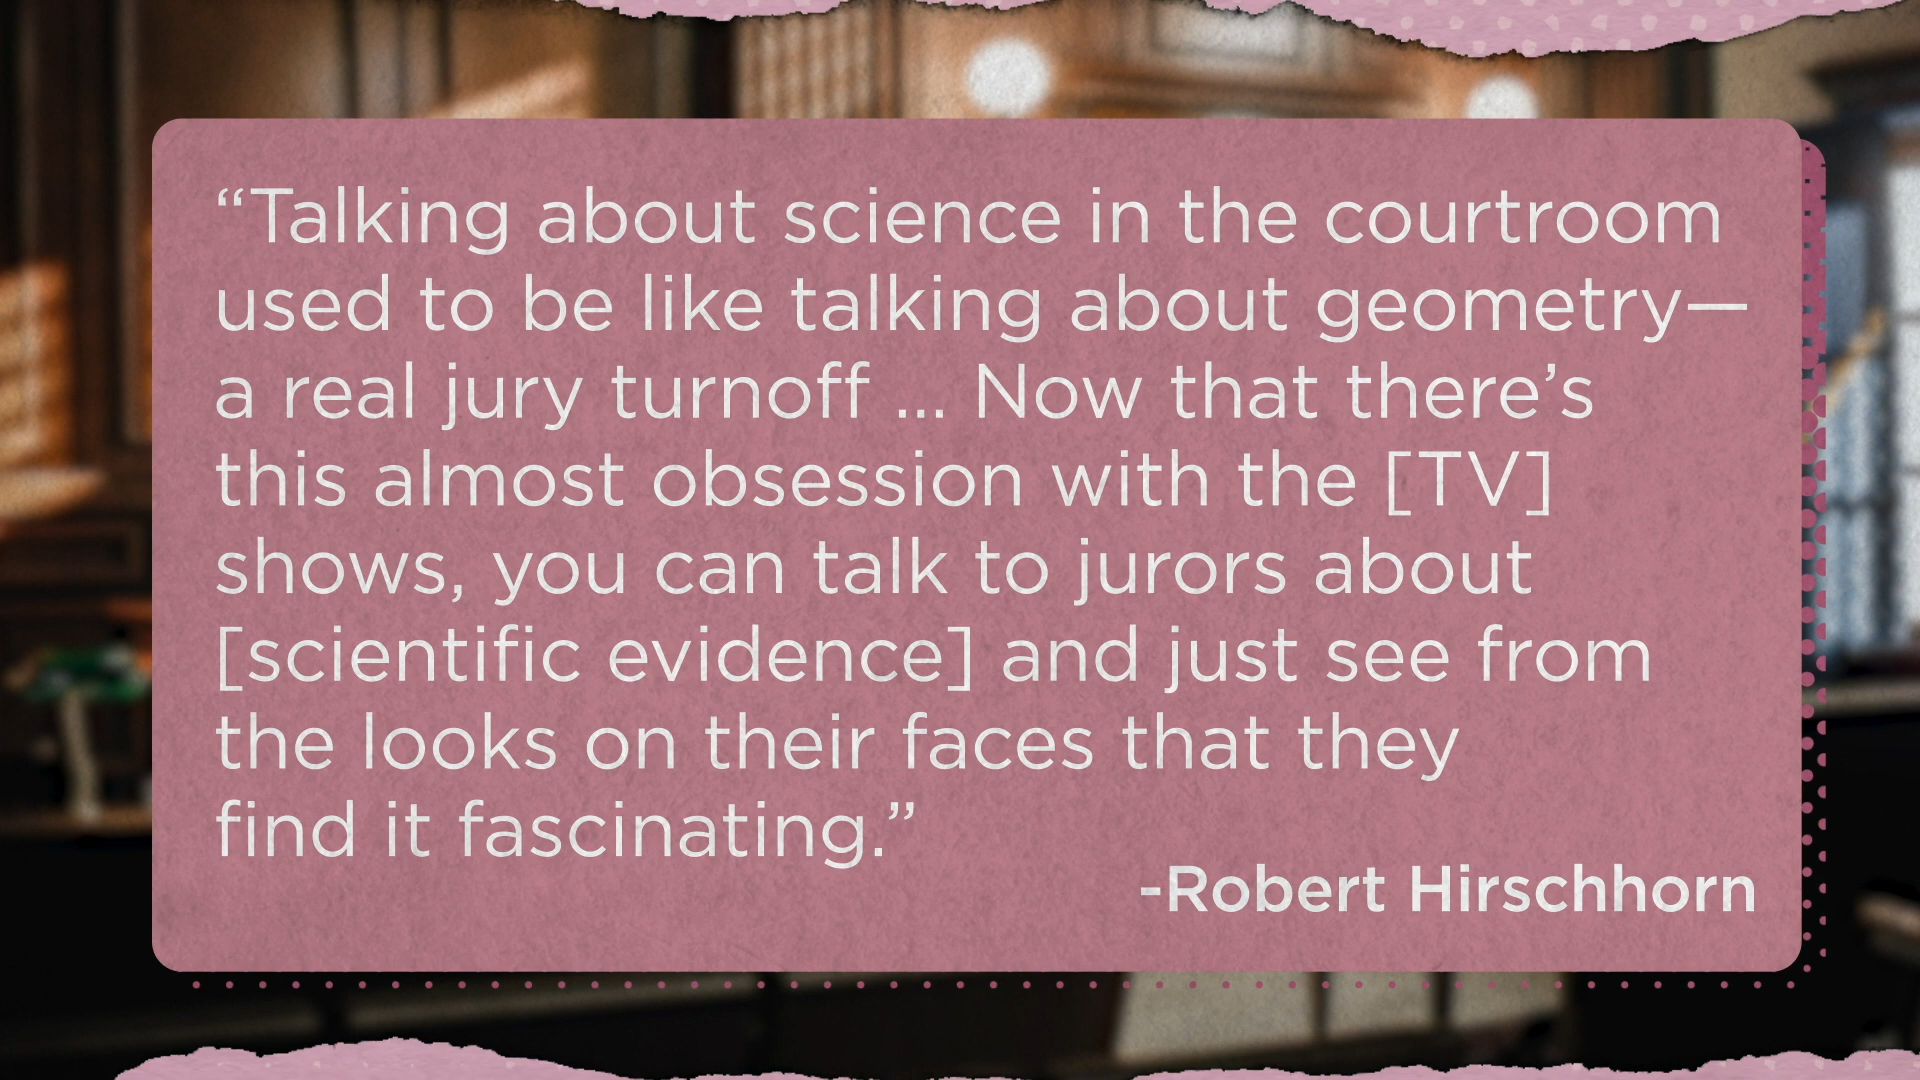 “Talking about science in the courtroom
used to be like talking about geometry—
a real jury turnoff ... Now that there’s
this almost obsession with the [TV]
shows, you can talk to jurors about
[scientific evidence] and just see from
the looks on their faces that they
find it fascinating.”
-Robert Hirschhorn